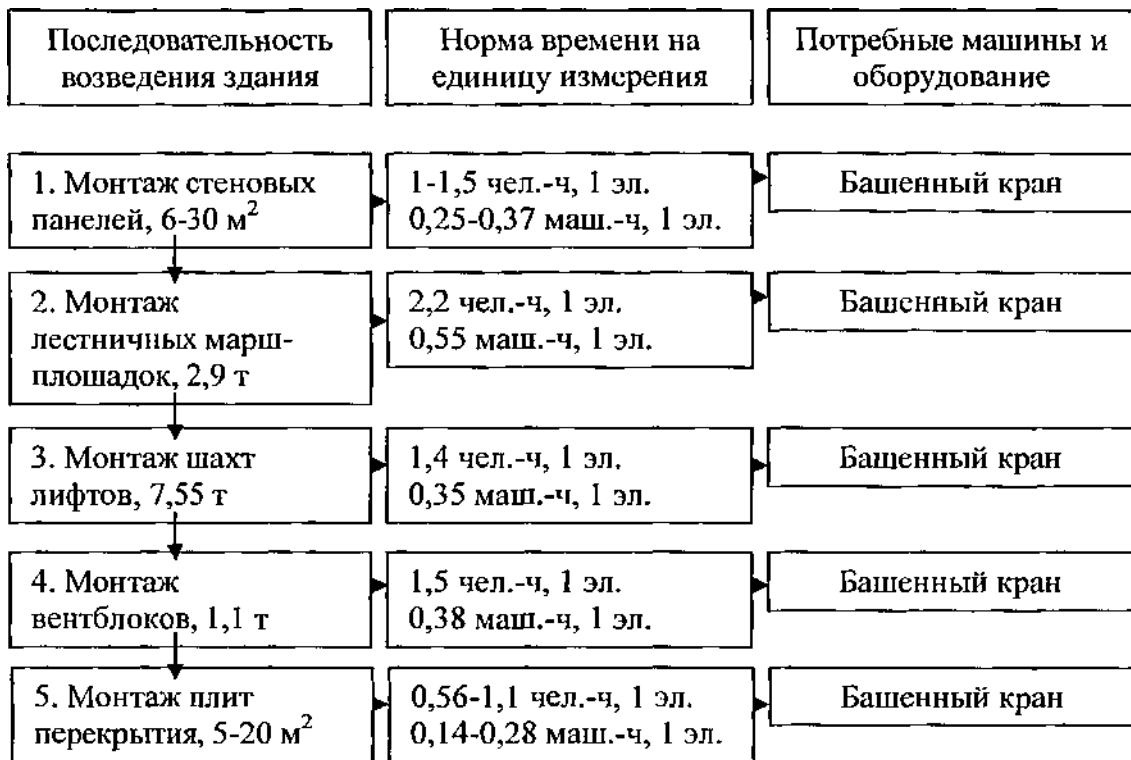 Последовательность
возведения здания
Норма времени на
единицу измерения
Потребные машины и
оборудование
1. Монтаж стеновых
панелей, 6-30 м²
1-1,5 чел.-ч, 1 эл.
0,25-0,37 маш.-ч, 1 эл.
Башенный кран
2. Монтаж
лестничных марш-
плошадок, 2,9 т
2,2 чел.-ч, 1 эл.
0,55 маш.-ч, 1 эл.
Башенный кран
3. Монтаж шахт
лифтов, 7,55 т
1,4 чел.-ч, 1 эл.
0,35 маш.-ч, 1 эл.
Башенный кран
4. Монтаж
вентблоков, 1,1 т
1,5 чел.-ч, 1 эл.
0,38 маш.-ч, 1 эл.
Башенный кран
5. Монтаж плит
перекрытия, 5-20 м²
0,56-1,1 чел.-ч, 1 эл.
0,14-0,28 маш.-ч, 1 эл.
Башенный кран